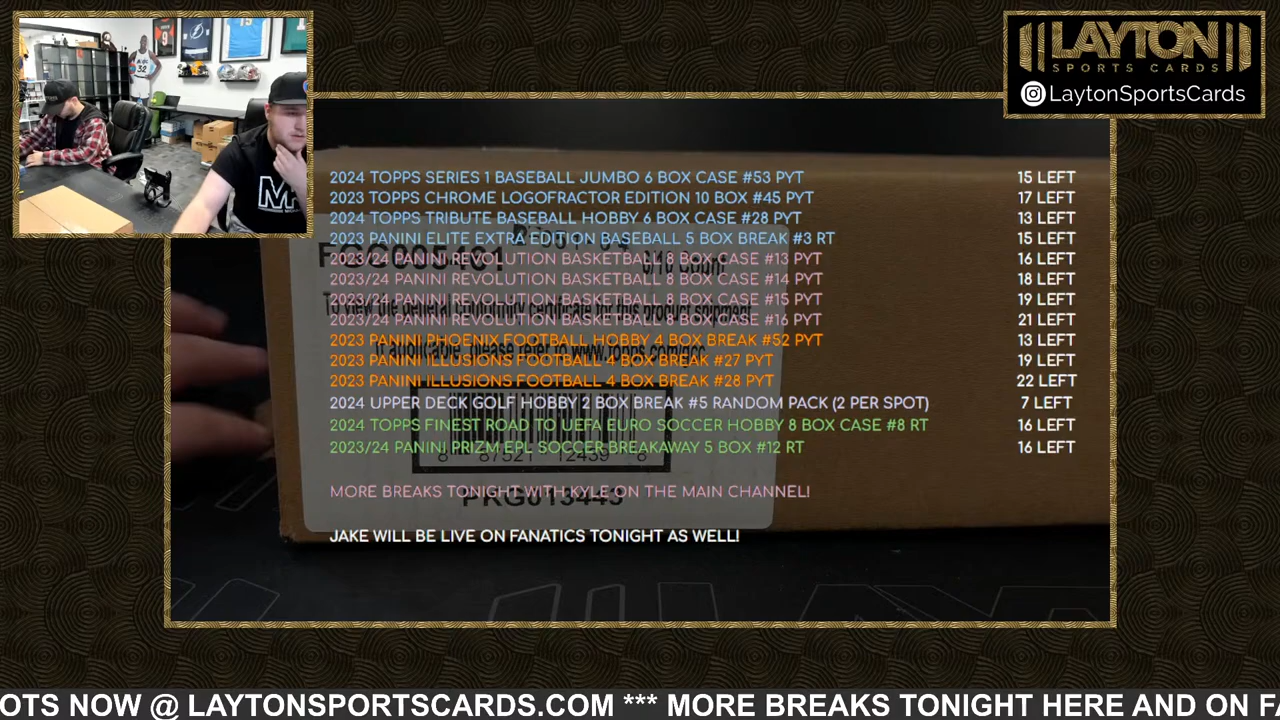 LAYTON
SPORTS CARDS
LaytonSportsCards
2024 TOPPS SERIES 1 BASEBALL JUMBO 6 BOX CASE #53 PYT 15 LEFT
2023 TOPPS CHROME LOGOFRACTOR EDITION 10 BOX #45 PYT 17 LEFT
2024 TOPPS TRIBUTE BASEBALL HOBBY 6 BOX CASE #28 PYT 13 LEFT
2023 PANINI ELITE EXTRA EDITION BASEBALL 5 BOX BREAK #3 RT 15 LEFT
2023/24 PANINI REVOLUTION BASKETBALL 8 BOX CASE #13 PYT 16 LEFT
2023/24 PANINI REVOLUTION BASKETBALL 8 BOX CASE #14 PYT 18 LEFT
2023/24 PANINI REVOLUTION BASKETBALL 8 BOX CASE #15 PYT 19 LEFT
2023/24 PANINI REVOLUTION BASKETBALL 8 BOX CASE #16 PYT 21 LEFT
2023 PANINI PHOENIX FOOTBALL HOBBY 4 BOX BREAK #52 PYT 13 LEFT
2023 PANINI ILLUSIONS FOOTBALL 4 BOX BREAK #27 PYT 19 LEFT
2023 PANINI ILLUSIONS FOOTBALL 4 BOX BREAK #28 PYT 22 LEFT
2024 UPPER DECK GOLF HOBBY 2 BOX BREAK #5 RANDOM PACK (2 PER SPOT) 7 LEFT
2024 TOPPS FINEST ROAD TO UEFA EURO SOCCER HOBBY 8 BOX CASE #8 RT 16 LEFT
2023/24 PANINI PRIZM EPL SOCCER BREAKAWAY 5 BOX #12 RT 16 LEFT
PKG013443
MORE BREAKS TONIGHT WITH KYLE ON THE MAIN CHANNEL!
JAKE WILL BE LIVE ON FANATICS TONIGHT AS WELL!
OTS NOW @ LAYTONSPORTSCARDS.COM *** MORE BREAKS TONIGHT HERE AND ON F